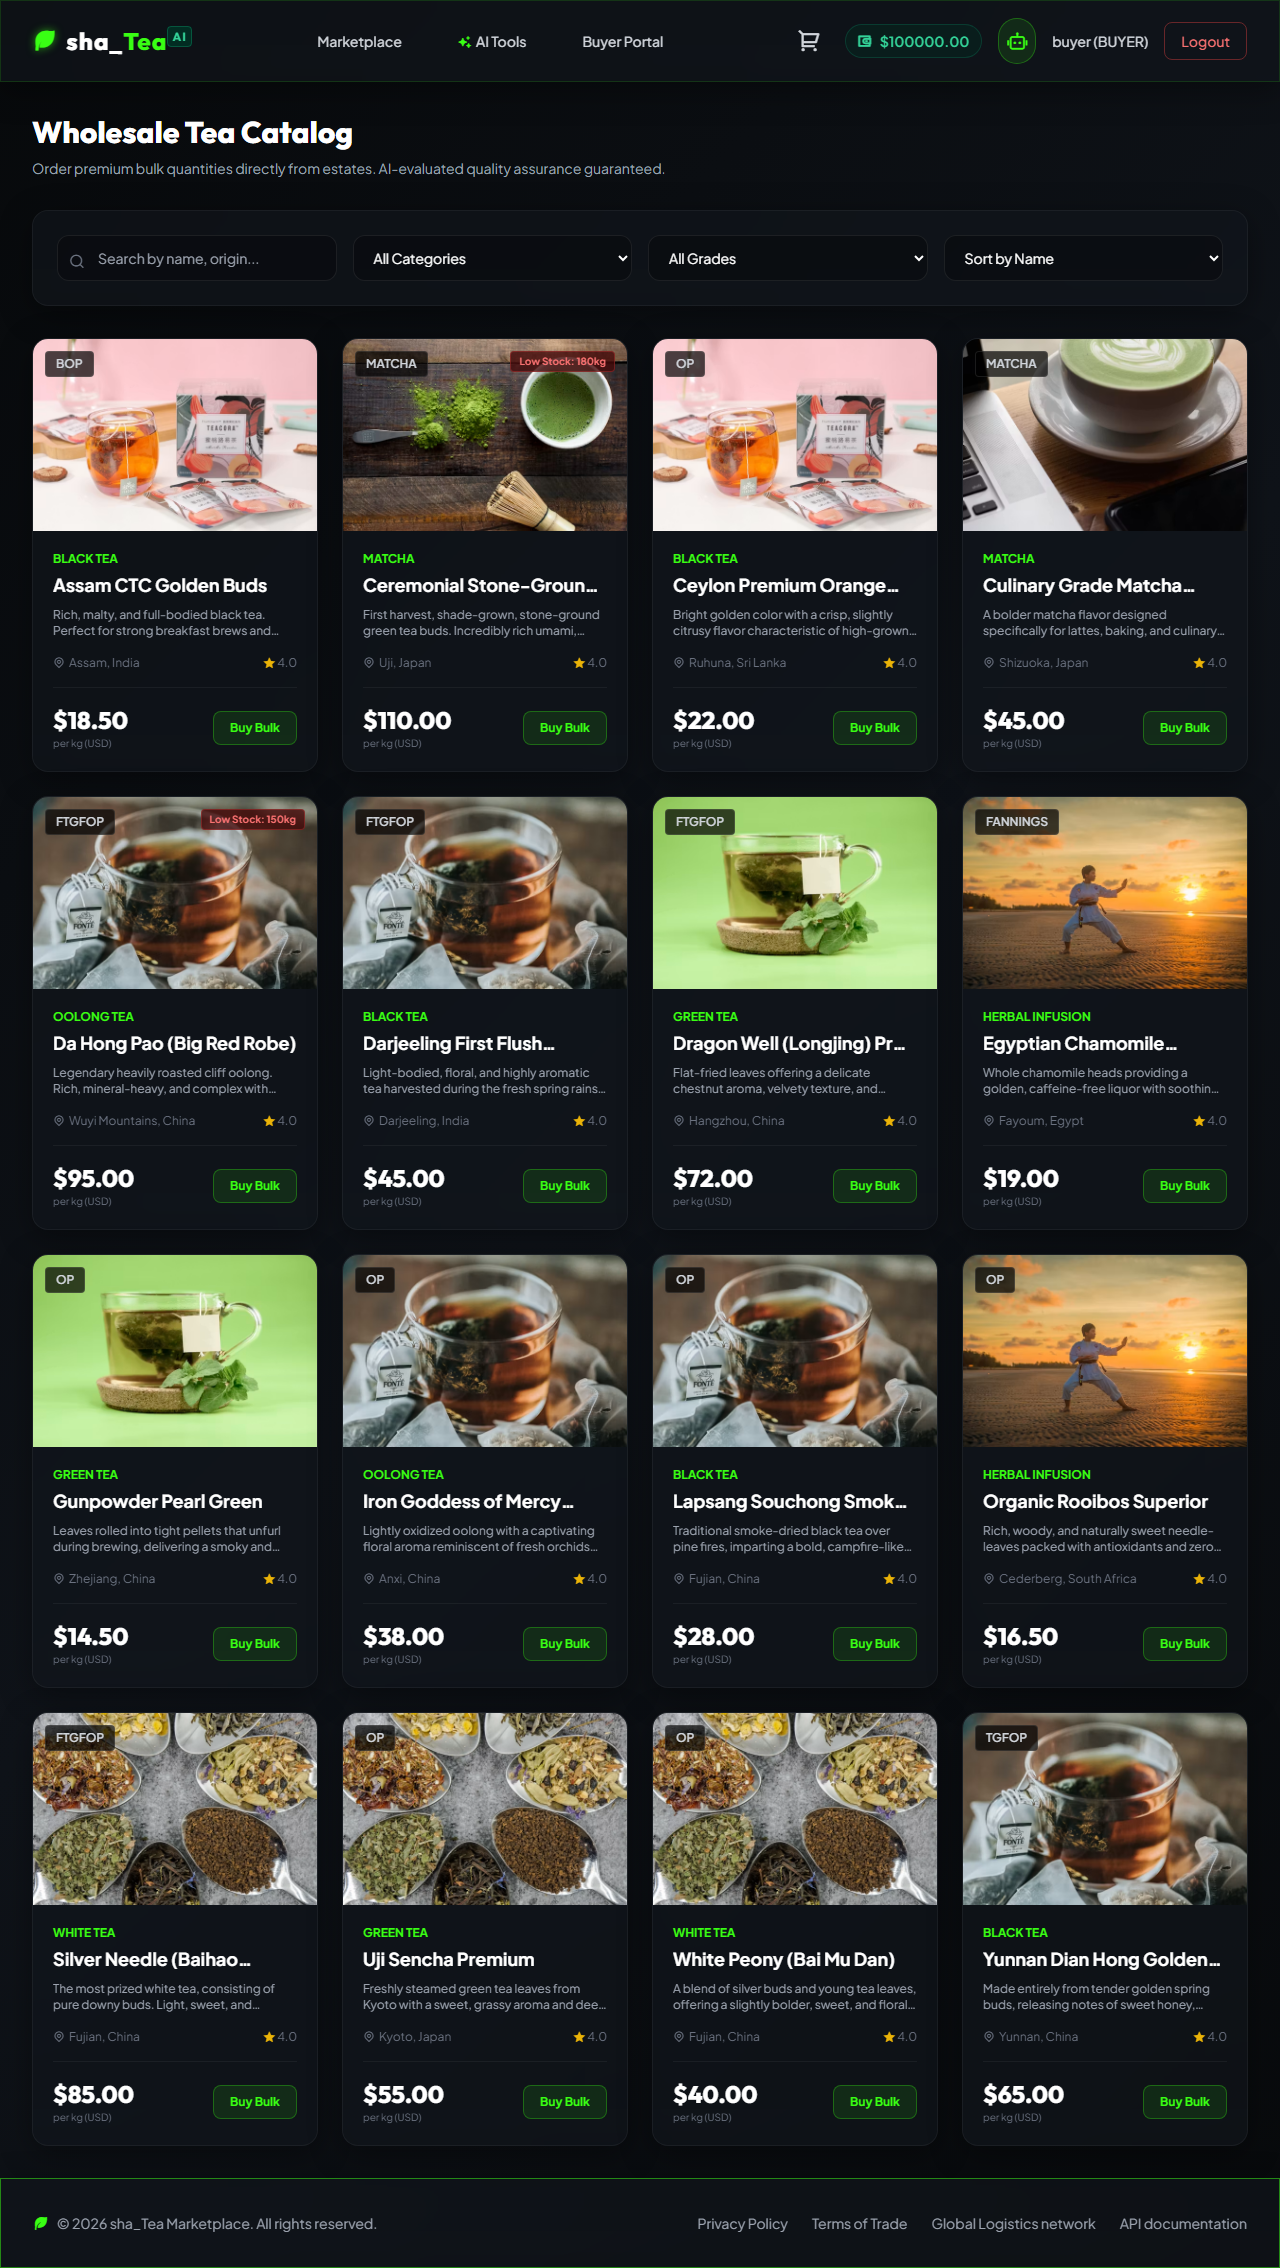 sha_Tea AI
Marketplace
AI Tools
Buyer Portal
$100000.00
buyer (BUYER)
Logout
Wholesale Tea Catalog
Order premium bulk quantities directly from estates. AI-evaluated quality assurance guaranteed.
Search by name, origin...
All Categories
All Grades
Sort by Name
BOP
TEACORA
BLACK TEA
Assam CTC Golden Buds
Rich, malty, and full-bodied black tea.
Perfect for strong breakfast brews and...
Assam, India
4.0
$18.50
per kg (USD)
Buy Bulk
MATCHA
Low Stock: 180kg
MATCHA
Ceremonial Stone-Groun...
First harvest, shade-grown, stone-ground
green tea buds. Incredibly rich umami,...
Uji, Japan
4.0
$110.00
per kg (USD)
Buy Bulk
OP
TEACORA
BLACK TEA
Ceylon Premium Orange...
Bright golden color with a crisp, slightly
citrusy flavor characteristic of high-grown...
Ruhuna, Sri Lanka
4.0
$22.00
per kg (USD)
Buy Bulk
MATCHA
MATCHA
Culinary Grade Matcha...
A bolder matcha flavor designed
specifically for lattes, baking, and culinary...
Shizuoka, Japan
4.0
$45.00
per kg (USD)
Buy Bulk
FTGFOP
Low Stock: 150kg
FONTÉ
OOLONG TEA
Da Hong Pao (Big Red Robe)
Legendary heavily roasted cliff oolong.
Rich, mineral-heavy, and complex with...
Wuyi Mountains, China
4.0
$95.00
per kg (USD)
Buy Bulk
FTGFOP
FONTÉ
BLACK TEA
Darjeeling First Flush...
Light-bodied, floral, and highly aromatic
tea harvested during the fresh spring rains...
Darjeeling, India
4.0
$45.00
per kg (USD)
Buy Bulk
FTGFOP
GREEN TEA
Dragon Well (Longjing) Pr...
Flat-fried leaves offering a delicate
chestnut aroma, velvety texture, and...
Hangzhou, China
4.0
$72.00
per kg (USD)
Buy Bulk
FANNINGS
HERBAL INFUSION
Egyptian Chamomile...
Whole chamomile heads providing a
golden, caffeine-free liquor with soothin...
Fayoum, Egypt
4.0
$19.00
per kg (USD)
Buy Bulk
OP
GREEN TEA
Gunpowder Pearl Green
Leaves rolled into tight pellets that unfurl
during brewing, delivering a smoky and...
Zhejiang, China
4.0
$14.50
per kg (USD)
Buy Bulk
OP
FONTÉ
OOLONG TEA
Iron Goddess of Mercy...
Lightly oxidized oolong with a captivating
floral aroma reminiscent of fresh orchids...
Anxi, China
4.0
$38.00
per kg (USD)
Buy Bulk
OP
FONTÉ
BLACK TEA
Lapsang Souchong Smok...
Traditional smoke-dried black tea over
pine fires, imparting a bold, campfire-like...
Fujian, China
4.0
$28.00
per kg (USD)
Buy Bulk
OP
HERBAL INFUSION
Organic Rooibos Superior
Rich, woody, and naturally sweet needle-
leaves packed with antioxidants and zero...
Cederberg, South Africa
4.0
$16.50
per kg (USD)
Buy Bulk
FTGFOP
WHITE TEA
Silver Needle (Baihao...
The most prized white tea, consisting of
pure downy buds. Light, sweet, and...
Fujian, China
4.0
$85.00
per kg (USD)
Buy Bulk
OP
GREEN TEA
Uji Sencha Premium
Freshly steamed green tea leaves from
Kyoto with a sweet, grassy aroma and dee...
Kyoto, Japan
4.0
$55.00
per kg (USD)
Buy Bulk
OP
WHITE TEA
White Peony (Bai Mu Dan)
A blend of silver buds and young tea leaves,
offering a slightly bolder, sweet, and floral...
Fujian, China
4.0
$40.00
per kg (USD)
Buy Bulk
TGFOP
FONTÉ
BLACK TEA
Yunnan Dian Hong Golden...
Made entirely from tender golden spring
buds, releasing notes of sweet honey,...
Yunnan, China
4.0
$65.00
per kg (USD)
Buy Bulk
© 2026 sha_Tea Marketplace. All rights reserved.
Privacy Policy
Terms of Trade
Global Logistics network
API documentation